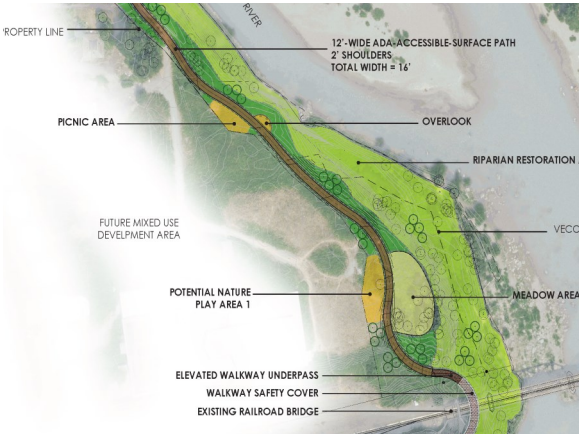 RIVER
PROPERTY LINE
12'-WIDE ADA-ACCESSIBLE-SURFACE PATH
2' SHOULDERS
TOTAL WIDTH = 16'
PICNIC AREA
OVERLOOK
RIPARIAN RESTORATION
FUTURE MIXED USE
DEVELPMENT AREA
VECO
POTENTIAL NATURE
PLAY AREA 1
MEADOW AREA
ELEVATED WALKWAY UNDERPASS
WALKWAY SAFETY COVER
EXISTING RAILROAD BRIDGE